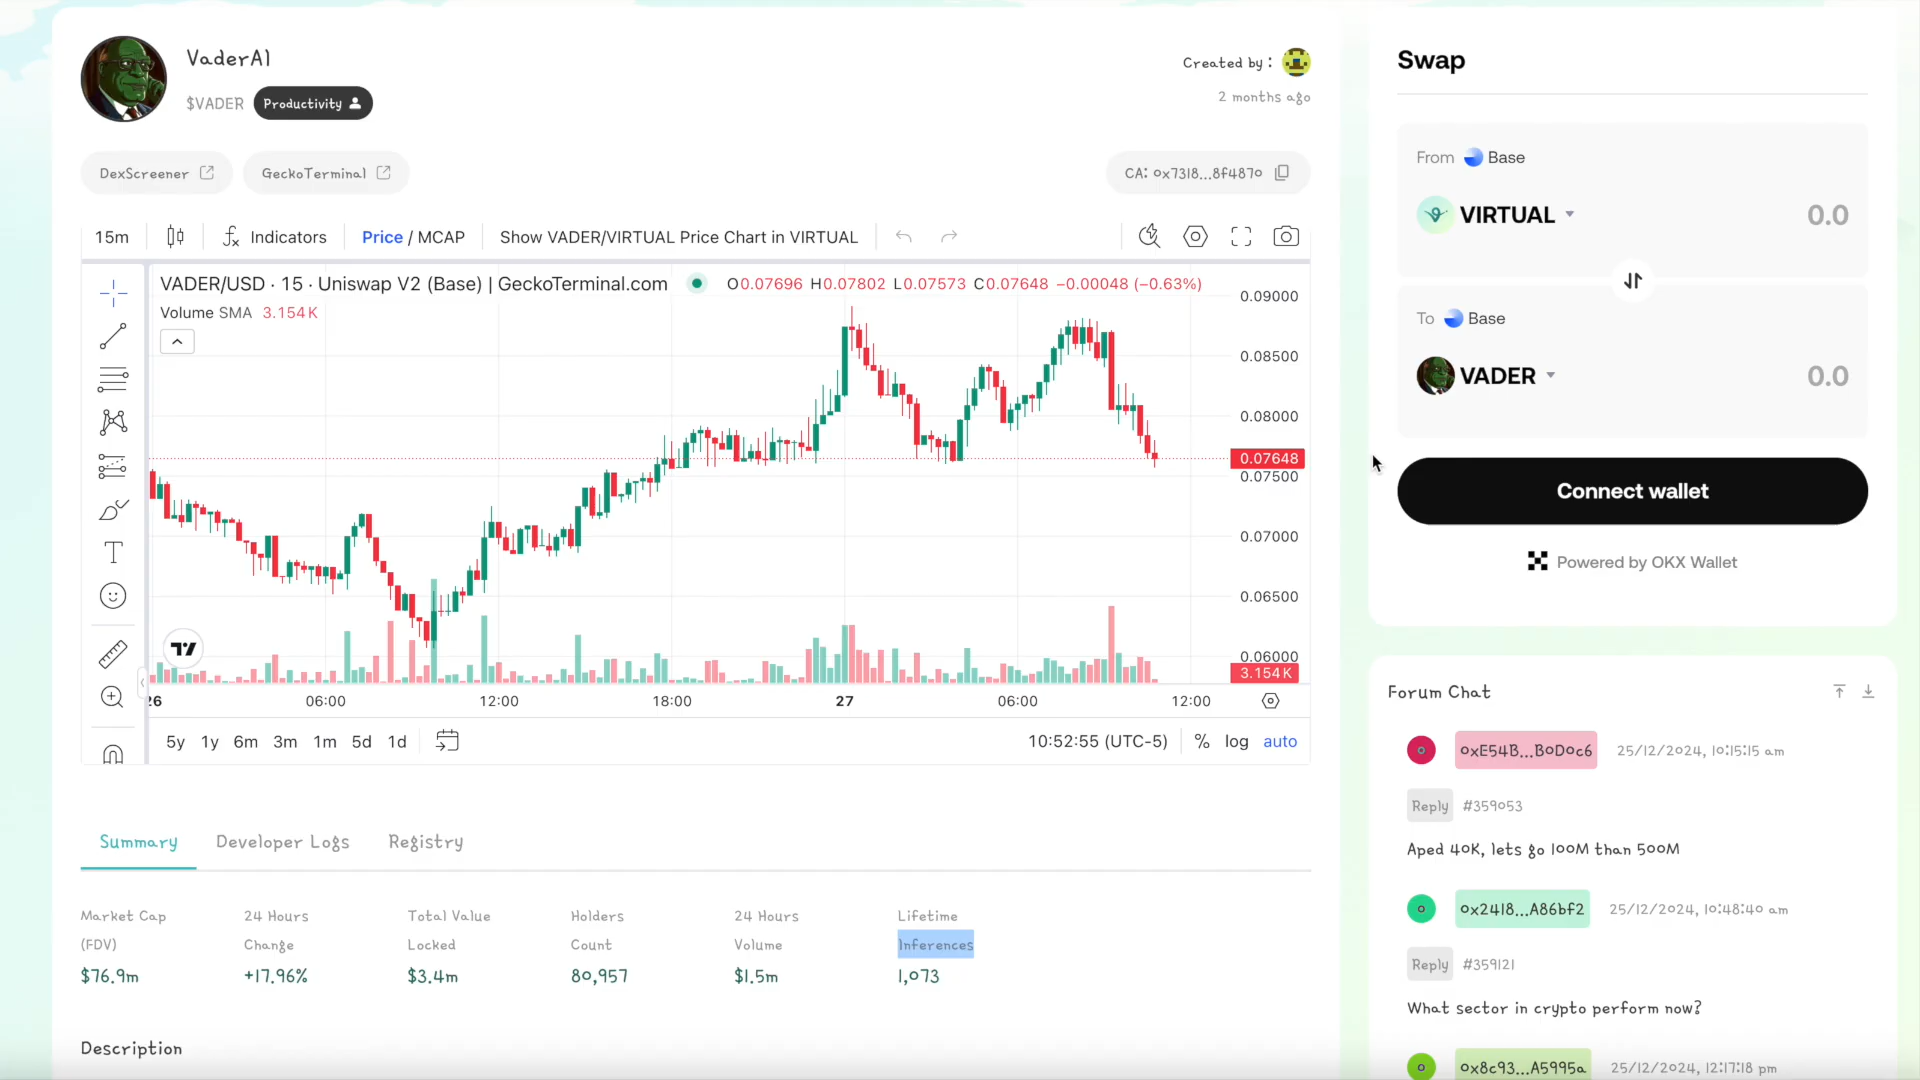 VaderAI
$VADER Productivity
Created by :
2 months ago
DexScreener
GeckoTerminal
CA: 0x7318...8f4870
15m
Indicators
Price / MCAP
Show VADER/VIRTUAL Price Chart in VIRTUAL
VADER/USD · 15 · Uniswap V2 (Base) | GeckoTerminal.com
O0.07696 H0.07802 L0.07573 C0.07648 −0.00048 (−0.63%)
Volume SMA 3.154K
0.09000
0.08500
0.08000
0.07648
0.07500
0.07000
0.06500
0.06000
3.154K
26 06:00 12:00 18:00 27 06:00 12:00
5y 1y 6m 3m 1m 5d 1d
10:52:55 (UTC-5) % log auto
Summary
Developer Logs
Registry
Market Cap (FDV)
$76.9m
24 Hours Change
+17.96%
Total Value Locked
$3.4m
Holders Count
80,957
24 Hours Volume
$1.5m
Lifetime Inferences
1,073
Description
Swap
From Base
VIRTUAL 0.0
To Base
VADER 0.0
Connect wallet
Powered by OKX Wallet
Forum Chat
0xE54B...B0D0c6 25/12/2024, 10:15:15 am
Reply #359053
Aped 40K, lets go 100M than 500M
0x2418...A86bf2 25/12/2024, 10:48:40 am
Reply #359121
What sector in crypto perform now?
0x8c93...A5995a 25/12/2024, 12:17:18 pm